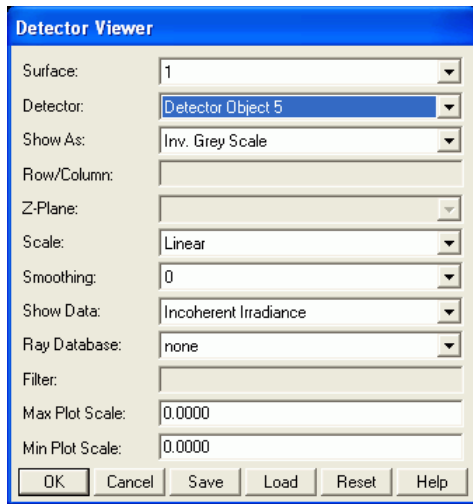 Detector Viewer
Surface: 1
Detector: Detector Object 5
Show As: Inv. Grey Scale
Row/Column:
Z-Plane:
Scale: Linear
Smoothing: 0
Show Data: Incoherent Irradiance
Ray Database: none
Filter:
Max Plot Scale: 0.0000
Min Plot Scale: 0.0000
OK Cancel Save Load Reset Help